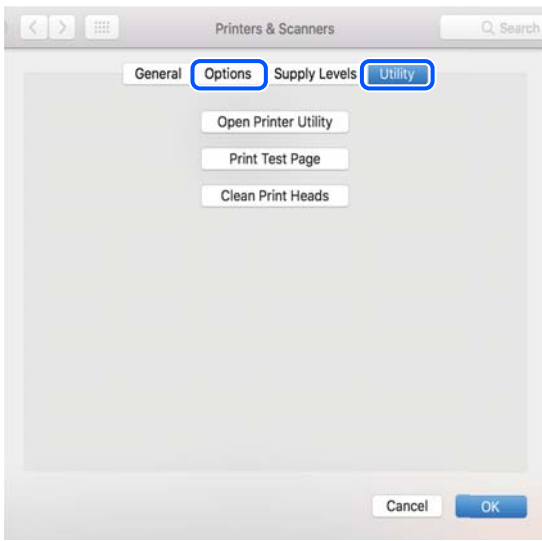 Printers & Scanners
Search
General Options Supply Levels Utility
Open Printer Utility
Print Test Page
Clean Print Heads
Cancel OK